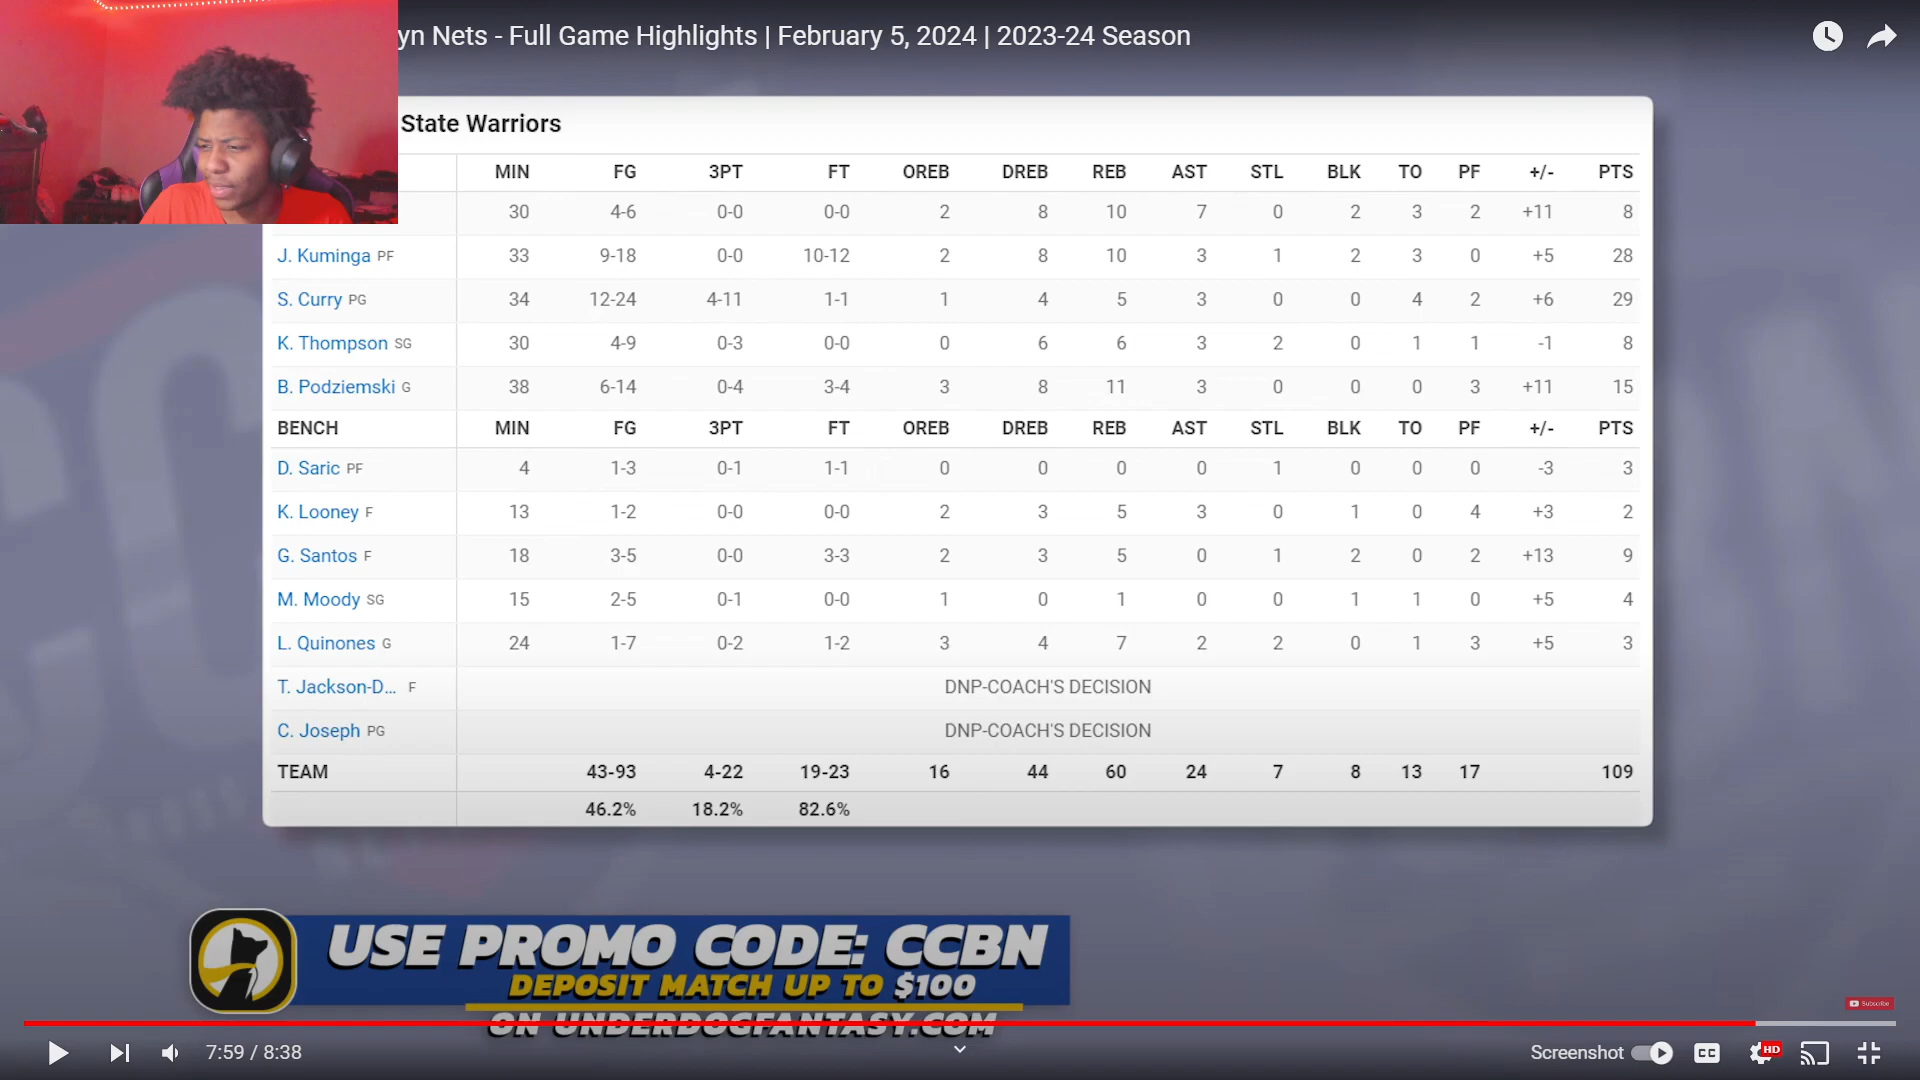 yn Nets - Full Game Highlights | February 5, 2024 | 2023-24 Season
State Warriors
MIN FG 3PT FT OREB DREB REB AST STL BLK TO PF +/- PTS
30 4-6 0-0 0-0 2 8 10 7 0 2 3 2 +11 8
J. Kuminga PF 33 9-18 0-0 10-12 2 8 10 3 1 2 3 0 +5 28
S. Curry PG 34 12-24 4-11 1-1 1 4 5 3 0 0 4 2 +6 29
K. Thompson SG 30 4-9 0-3 0-0 0 6 6 3 2 0 1 1 -1 8
B. Podziemski G 38 6-14 0-4 3-4 3 8 11 3 0 0 0 3 +11 15
BENCH MIN FG 3PT FT OREB DREB REB AST STL BLK TO PF +/- PTS
D. Saric PF 4 1-3 0-1 1-1 0 0 0 0 1 0 0 0 -3 3
K. Looney F 13 1-2 0-0 0-0 2 3 5 3 0 1 0 4 +3 2
G. Santos F 18 3-5 0-0 3-3 2 3 5 0 1 2 0 2 +13 9
M. Moody SG 15 2-5 0-1 0-0 1 0 1 0 0 1 1 0 +5 4
L. Quinones G 24 1-7 0-2 1-2 3 4 7 2 2 0 1 3 +5 3
T. Jackson-D... F DNP-COACH'S DECISION
C. Joseph PG DNP-COACH'S DECISION
TEAM 43-93 4-22 19-23 16 44 60 24 7 8 13 17 109
46.2% 18.2% 82.6%
USE PROMO CODE: CCBN
DEPOSIT MATCH UP TO $100
ON UNDERDOGFANTASY.COM
Subscribe
7:59 / 8:38 Screenshot CC HD